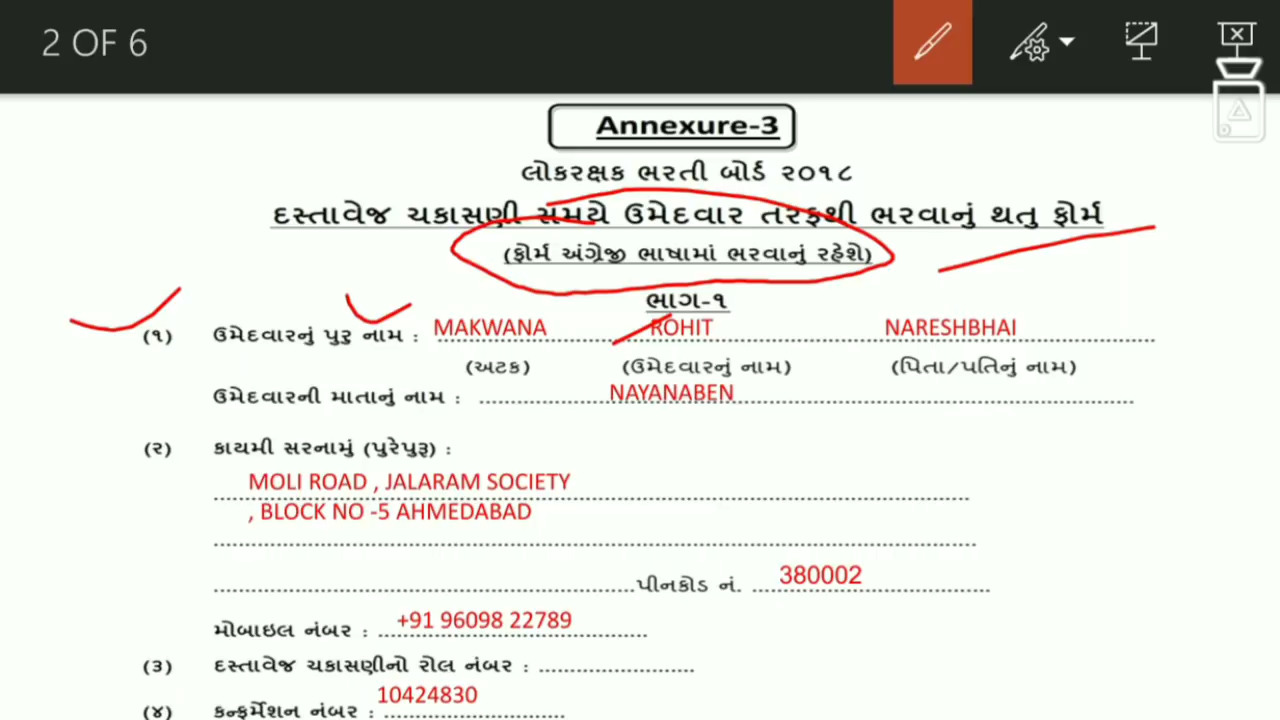 2 OF 6
Annexure-3
લોકરક્ષક ભરતી બોર્ડ ૨૦૧૮
દસ્તાવેજ ચકાસણી સમયે ઉમેદવાર તરફથી ભરવાનું થતુ ફોર્મ
(ફોર્મ અંગ્રેજી ભાષામાં ભરવાનું રહેશે)
ભાગ-૧
(૧) ઉમેદવારનું પુરુ નામ : MAKWANA ROHIT NARESHBHAI
(અટક) (ઉમેદવારનું નામ) (પિતા/પતિનું નામ)
ઉમેદવારની માતાનું નામ : NAYANABEN
(૨) કાયમી સરનામું (પુરેપુરૂ) :
MOLI ROAD , JALARAM SOCIETY
, BLOCK NO -5 AHMEDABAD
પીનકોડ નં. 380002
મોબાઇલ નંબર : +91 96098 22789
(૩) દસ્તાવેજ ચકાસણીનો રોલ નંબર :
(૪) કન્ફર્મેશન નંબર : 10424830